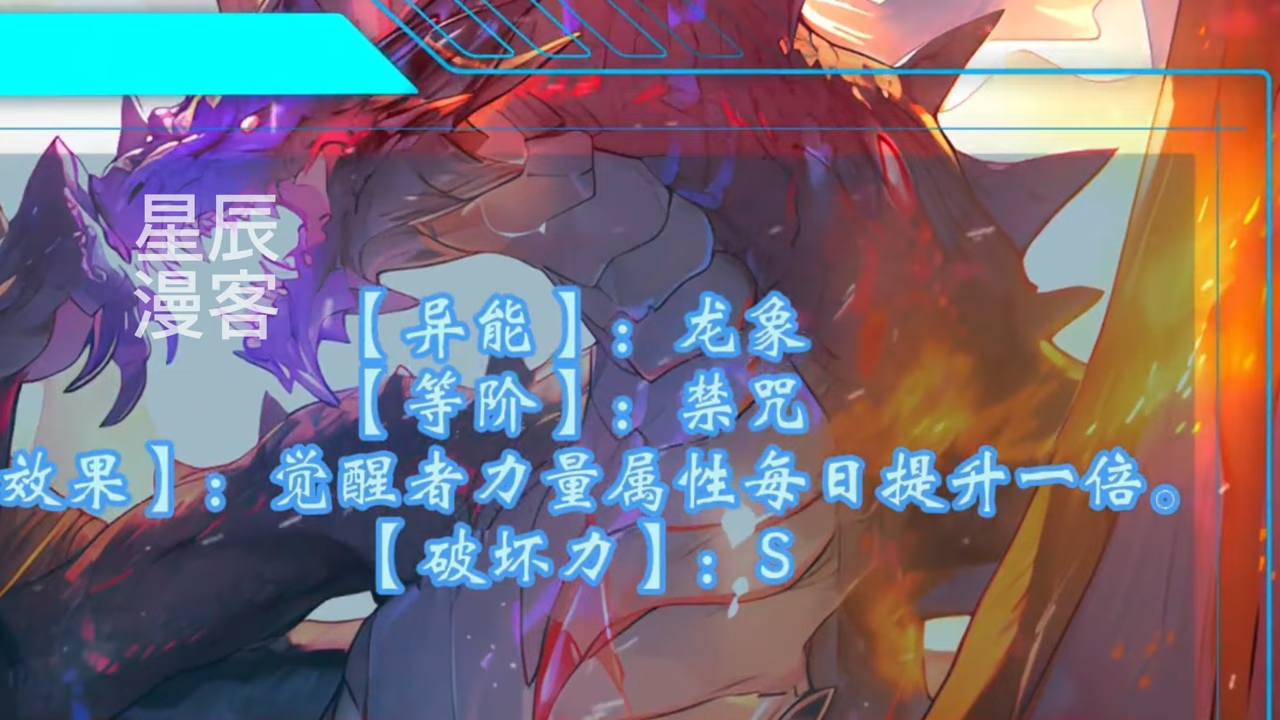 星辰
漫客
【异能】：龙象
【等阶】：禁咒
效果】：觉醒者力量属性每日提升一倍。
【破坏力】：S